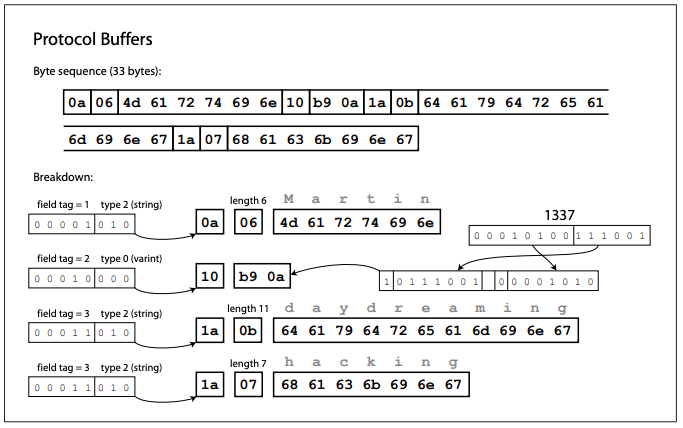 Protocol Buffers
Byte sequence (33 bytes):
0a 06 4d 61 72 74 69 6e 10 b9 0a 1a 0b 64 61 79 64 72 65 61
6d 69 6e 67 1a 07 68 61 63 6b 69 6e 67
Breakdown:
field tag = 1 type 2 (string) length 6 M a r t i n
0 0 0 0 1 0 1 0 0a 06 4d 61 72 74 69 6e
1337
0 0 0 1 0 1 0 0 1 1 1 0 0 1
field tag = 2 type 0 (varint)
0 0 0 1 0 0 0 0 10 b9 0a 1 0 1 1 1 0 0 1 0 0 0 0 1 0 1 0
field tag = 3 type 2 (string) length 11 d a y d r e a m i n g
0 0 0 1 1 0 1 0 1a 0b 64 61 79 64 72 65 61 6d 69 6e 67
field tag = 3 type 2 (string) length 7 h a c k i n g
0 0 0 1 1 0 1 0 1a 07 68 61 63 6b 69 6e 67